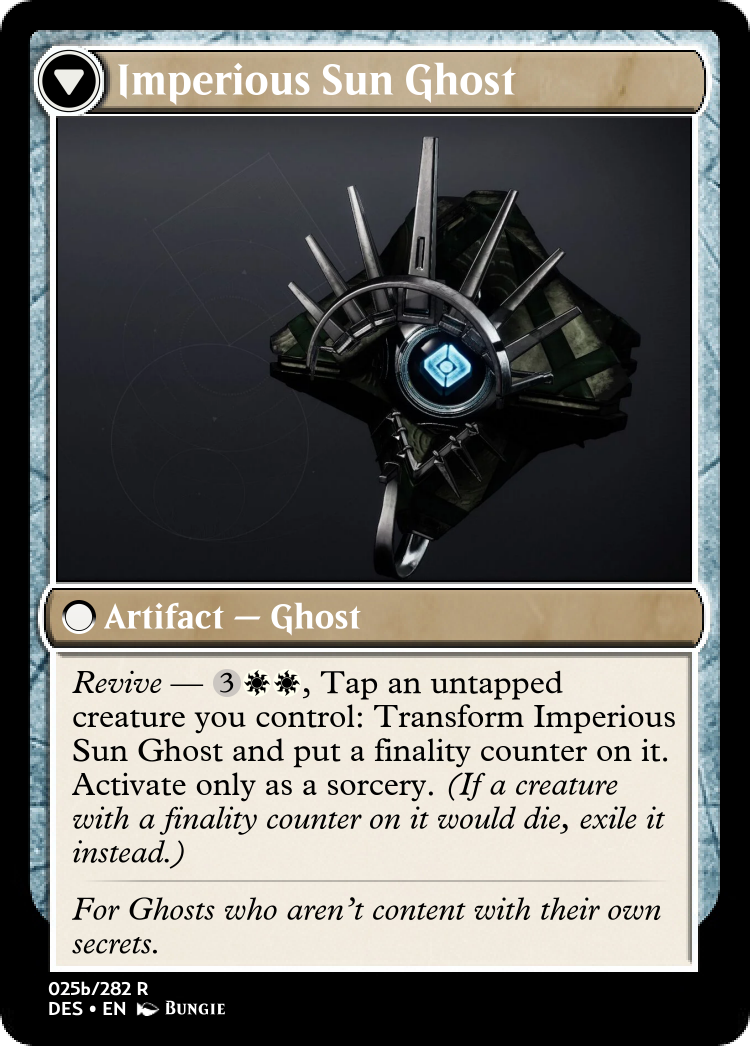 Imperious Sun Ghost
Artifact — Ghost
Revive — 3, Tap an untapped
creature you control: Transform Imperious
Sun Ghost and put a finality counter on it.
Activate only as a sorcery. (If a creature
with a finality counter on it would die, exile it
instead.)
For Ghosts who aren't content with their own
secrets.
025b/282 R
DES • EN Bungie